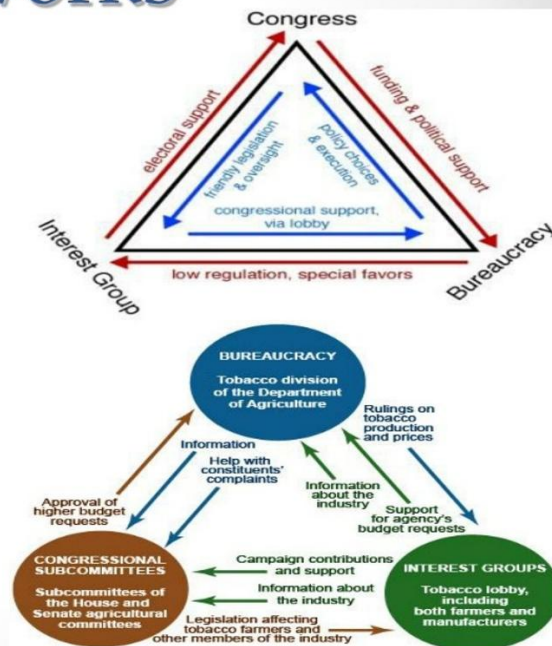 Congress
electoral support
funding & political support
friendly legislation
& oversight
policy choices
& execution
congressional support,
via lobby
Interest Group
Bureaucracy
low regulation, special favors
BUREAUCRACY
Tobacco division
of the Department
of Agriculture
Rulings on
tobacco
production
and prices
Information
Help with
constituents'
complaints
Information
about the
industry
Support
for agency's
budget requests
Approval of
higher budget
requests
CONGRESSIONAL
SUBCOMMITTEES
Subcommittees of
the House and
Senate agricultural
committees
Campaign contributions
and support
Information about
the industry
Legislation affecting
tobacco farmers and
other members of the industry
INTEREST GROUPS
Tobacco lobby,
including
both farmers and
manufacturers